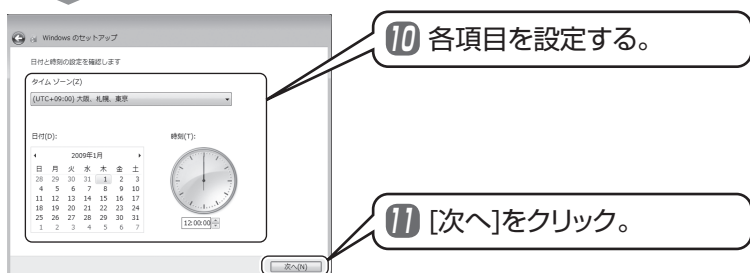 Windows のセットアップ
日付と時刻の設定を確認します
タイム ゾーン(Z)
(UTC+09:00) 大阪、札幌、東京
日付(D):
時刻(T):
2009年1月
日 月 火 水 木 金 土
28 29 30 31 1 2 3
4 5 6 7 8 9 10
11 12 13 14 15 16 17
18 19 20 21 22 23 24
25 26 27 28 29 30 31
1 2 3 4 5 6 7
12:00:00
次へ(N)
10 各項目を設定する。
11 [次へ]をクリック。